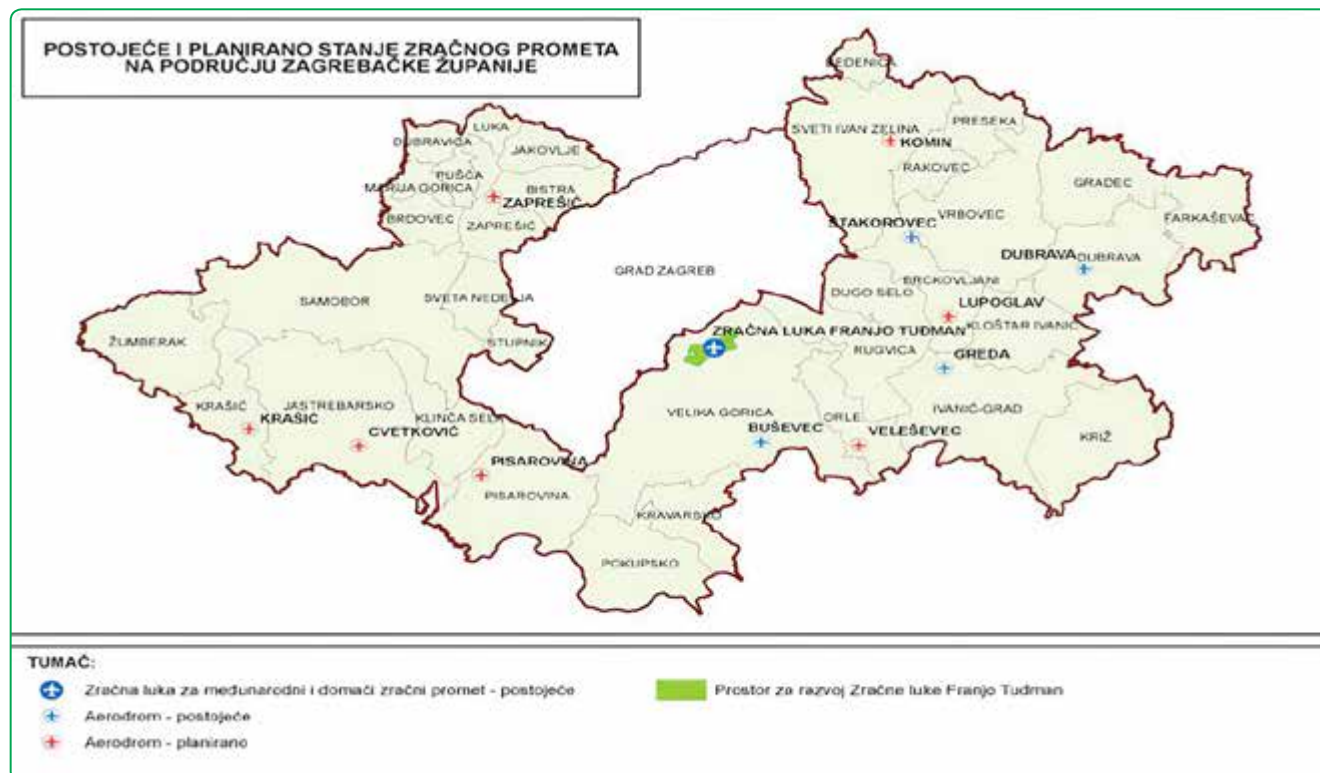 POSTOJEĆE I PLANIRANO STANJE ZRAČNOG PROMETA
NA PODRUČJU ZAGREBAČKE ŽUPANIJE
BEDENICA
LUKA
SVETI IVAN ZELINA
PRESEKA
DUBRAVICA
KOMIN
JAKOVLJE
RAKOVEC
PUŠĆA
GRADEC
MARIJA GORICA
BISTRA
ZAPREŠIĆ
BRDOVEC
ZAPREŠIĆ
VRBOVEC
FARKAŠEVAC
ŠTAKOROVEC
DUBRAVA
DUBRAVA
GRAD ZAGREB
BRCKOVLJANI
DUGO SELO
SAMOBOR
SVETA NEDELJA
LUPOGLAV
KLOŠTAR IVANIĆ
ZRAČNA LUKA FRANJO TUĐMAN
ŽUMBERAK
STUPNIK
RUGVICA
GREDA
KRAŠIĆ
JASTREBARSKO
KLINČA SELA
VELIKA GORICA
ORLE
IVANIĆ-GRAD
KRAŠIĆ
CVETKOVIĆ
BUŠEVEC
VELEŠEVEC
KRIŽ
PISAROVINA
PISAROVINA
KRAVARSKO
POKUPSKO
TUMAČ:
Zračna luka za međunarodni i domaći zračni promet - postojeće
Prostor za razvoj Zračne luke Franjo Tuđman
Aerodrom - postojeće
Aerodrom - planirano